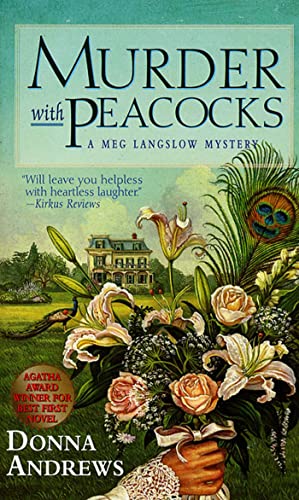 MURDER
with PEACOCKS
A MEG LANGSLOW MYSTERY
"Will leave you helpless
with heartless laughter."
—Kirkus Reviews
AGATHA
AWARD
WINNER FOR
BEST FIRST
NOVEL
DONNA
ANDREWS